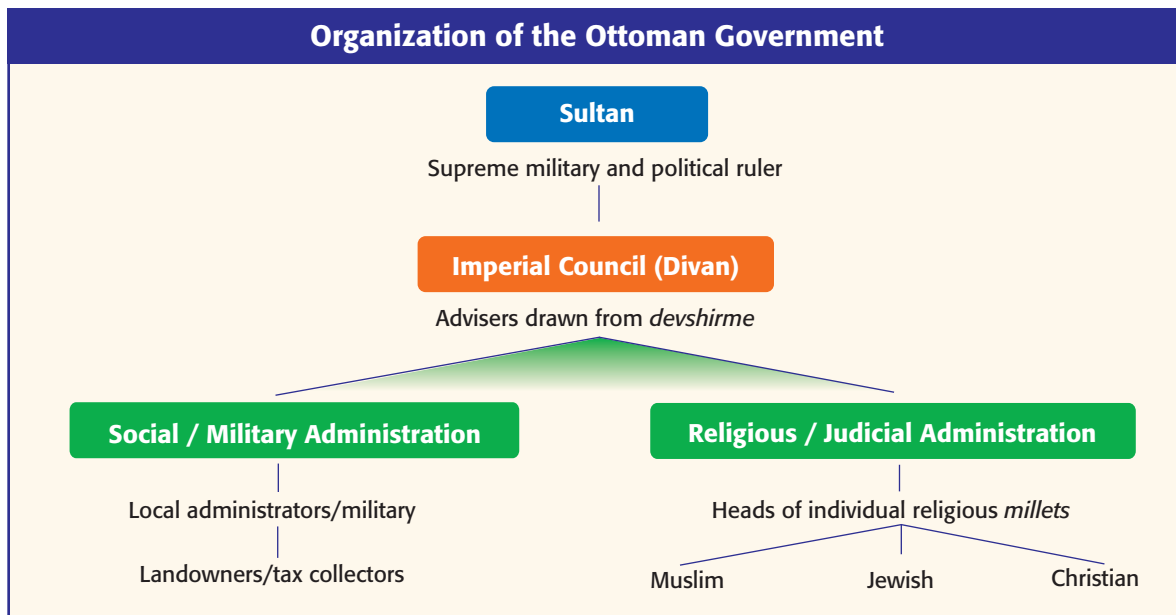 Organization of the Ottoman Government
Sultan
Supreme military and political ruler
Imperial Council (Divan)
Advisers drawn from devshirme
Social / Military Administration
Local administrators/military
Landowners/tax collectors
Religious / Judicial Administration
Heads of individual religious millets
Muslim
Jewish
Christian